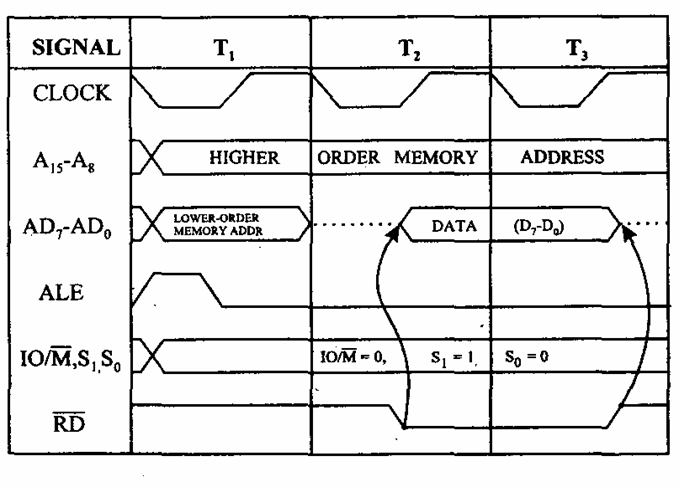 SIGNAL T₁ T₂ T₃
CLOCK
A₁₅-A₈ HIGHER ORDER MEMORY ADDRESS
AD₇-AD₀ LOWER-ORDER MEMORY ADDR DATA (D₇-D₀)
ALE
IO/M̅,S₁,S₀ IO/M̅ = 0, S₁ = 1, S₀ = 0
R̅D̅